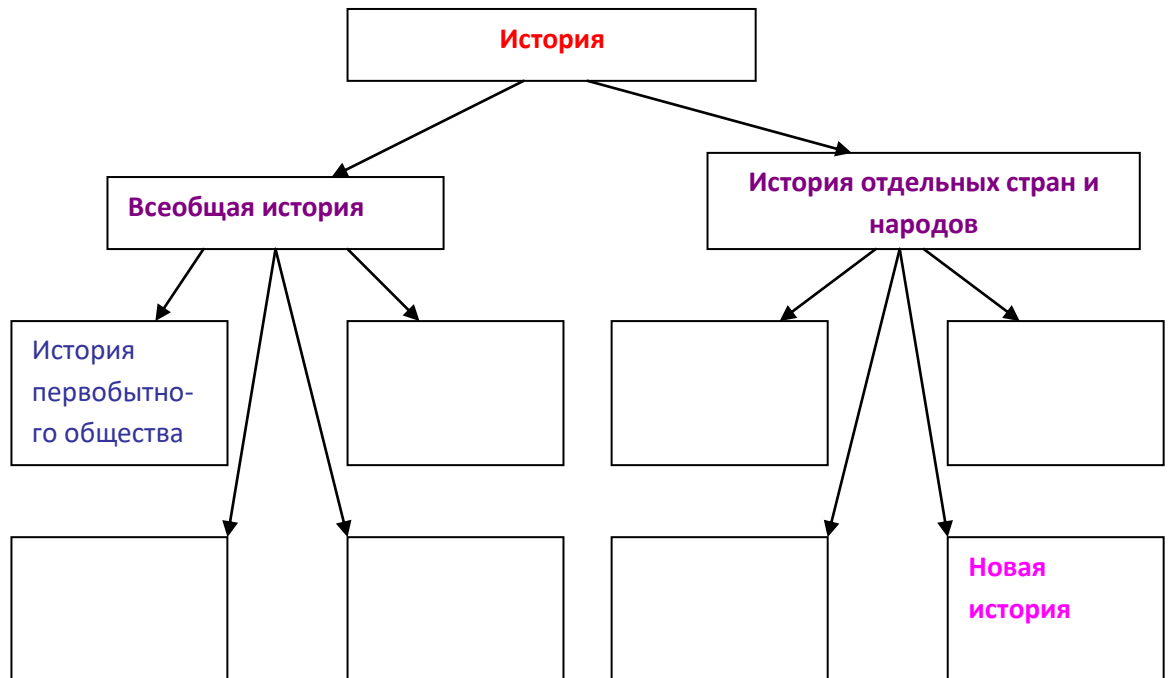 История
Всеобщая история
История отдельных стран и
народов
История
первобытно-
го общества
Новая
история